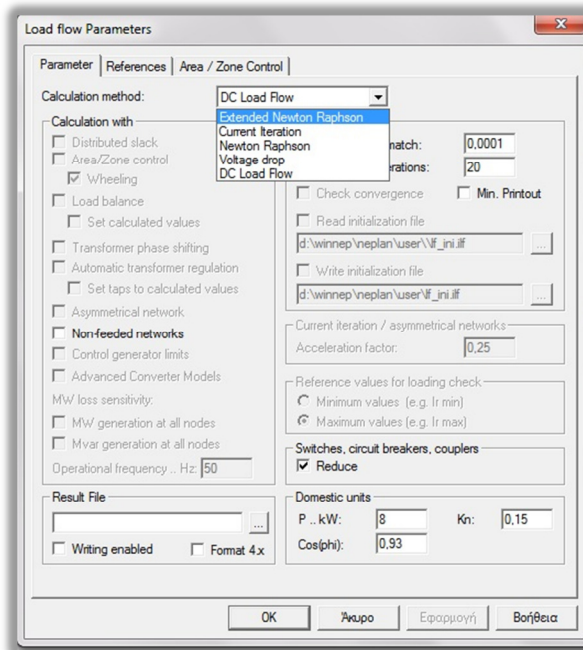 Load flow Parameters
Parameter
References
Area / Zone Control
Calculation method:
DC Load Flow
Extended Newton Raphson
Current Iteration
Newton Raphson
Voltage drop
DC Load Flow
Calculation with
Distributed slack
Area/Zone control
Wheeling
Load balance
Set calculated values
Transformer phase shifting
Automatic transformer regulation
Set taps to calculated values
Asymmetrical network
Non-feeded networks
Control generator limits
Advanced Converter Models
MW loss sensitivity:
MW generation at all nodes
Mvar generation at all nodes
Operational frequency .. Hz: 50
Result File
...
Writing enabled
Format 4.x
match: 0,0001
erations: 20
Check convergence
Min. Printout
Read initialization file
d:\winnep\neplan\user\\lf_ini.ilf
...
Write initialization file
d:\winnep\neplan\user\lf_ini.ilf
...
Current iteration / asymmetrical networks
Acceleration factor: 0,25
Reference values for loading check
Minimum values (e.g. Ir min)
Maximum values (e.g. Ir max)
Switches, circuit breakers, couplers
Reduce
Domestic units
P .. kW: 8 Kn: 0,15
Cos(phi): 0,93
OK
Άκυρο
Εφαρμογή
Βοήθεια